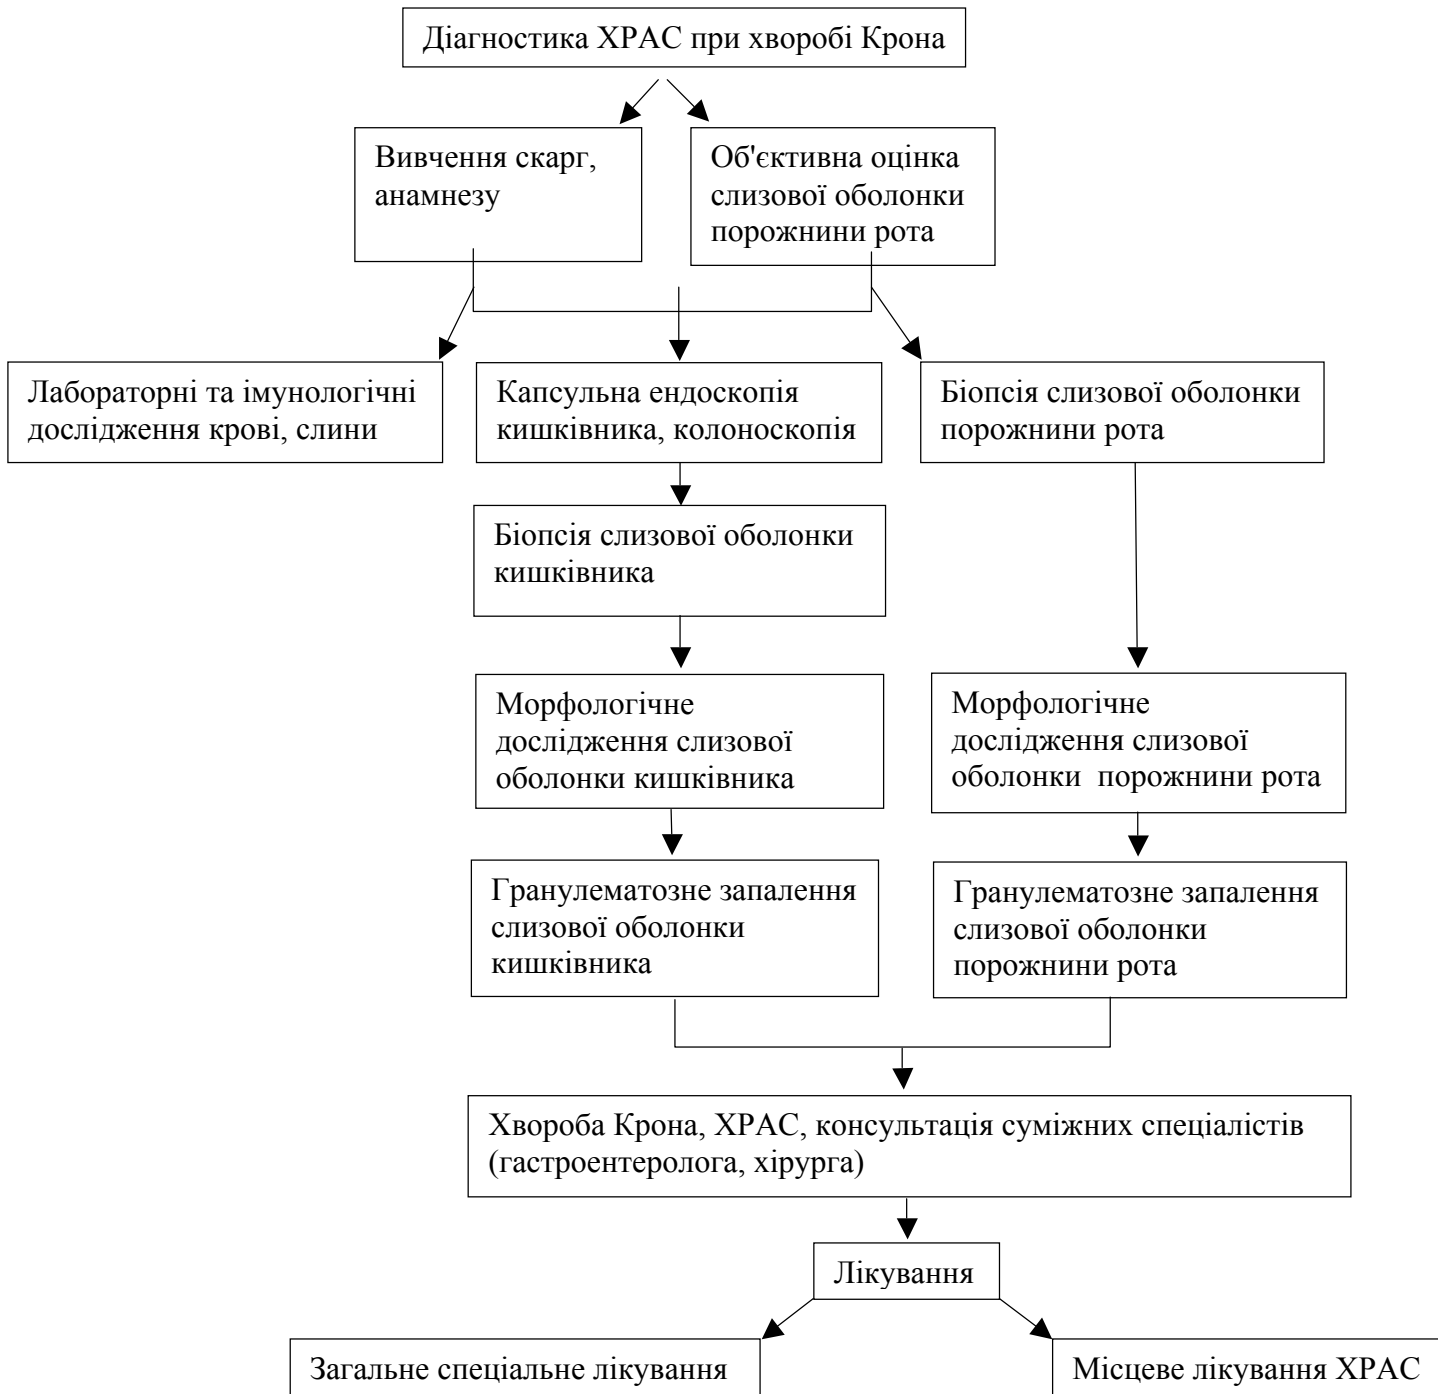 Діагностика ХРАС при хворобі Крона
Вивчення скарг,
анамнезу
Об'єктивна оцінка
слизової оболонки
порожнини рота
Лабораторні та імунологічні
дослідження крові, слини
Капсульна ендоскопія
кишківника, колоноскопія
Біопсія слизової оболонки
порожнини рота
Біопсія слизової оболонки
кишківника
Морфологічне
дослідження слизової
оболонки кишківника
Морфологічне
дослідження слизової
оболонки порожнини рота
Гранулематозне запалення
слизової оболонки
кишківника
Гранулематозне запалення
слизової оболонки
порожнини рота
Хвороба Крона, ХРАС, консультація суміжних спеціалістів
(гастроентеролога, хірурга)
Лікування
Загальне спеціальне лікування
Місцеве лікування ХРАС